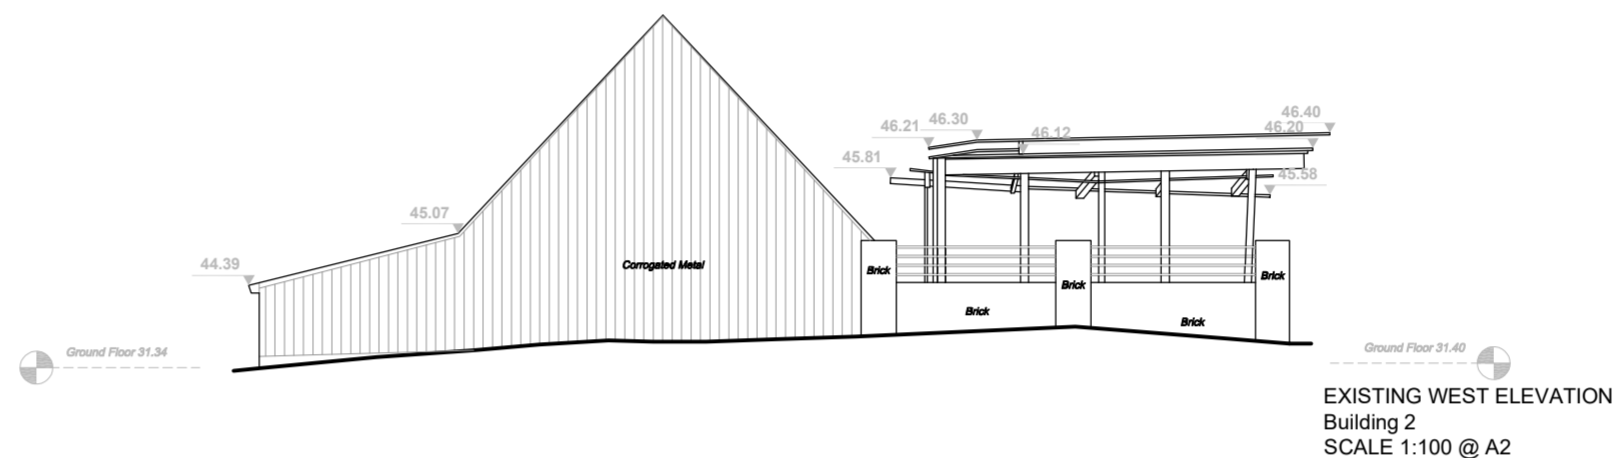 46.40
46.30
46.21
46.12
46.20
45.81
45.58
45.07
44.39
Corrogated Metal
Brick
Brick
Brick
Brick
Brick
Ground Floor 31.34
Ground Floor 31.40
EXISTING WEST ELEVATION
Building 2
SCALE 1:100 @ A2